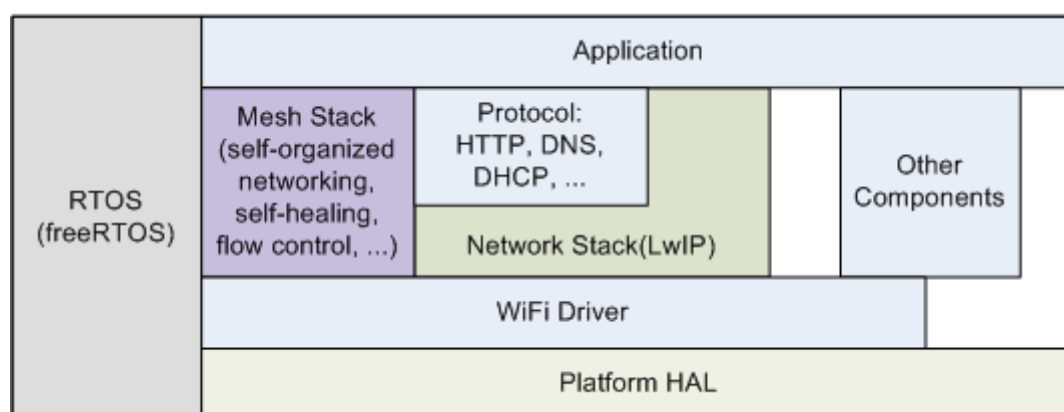 Application
RTOS
(freeRTOS)
Mesh Stack
(self-organized
networking,
self-healing,
flow control, ...)
Protocol:
HTTP, DNS,
DHCP, ...
Network Stack(LwIP)
Other
Components
WiFi Driver
Platform HAL